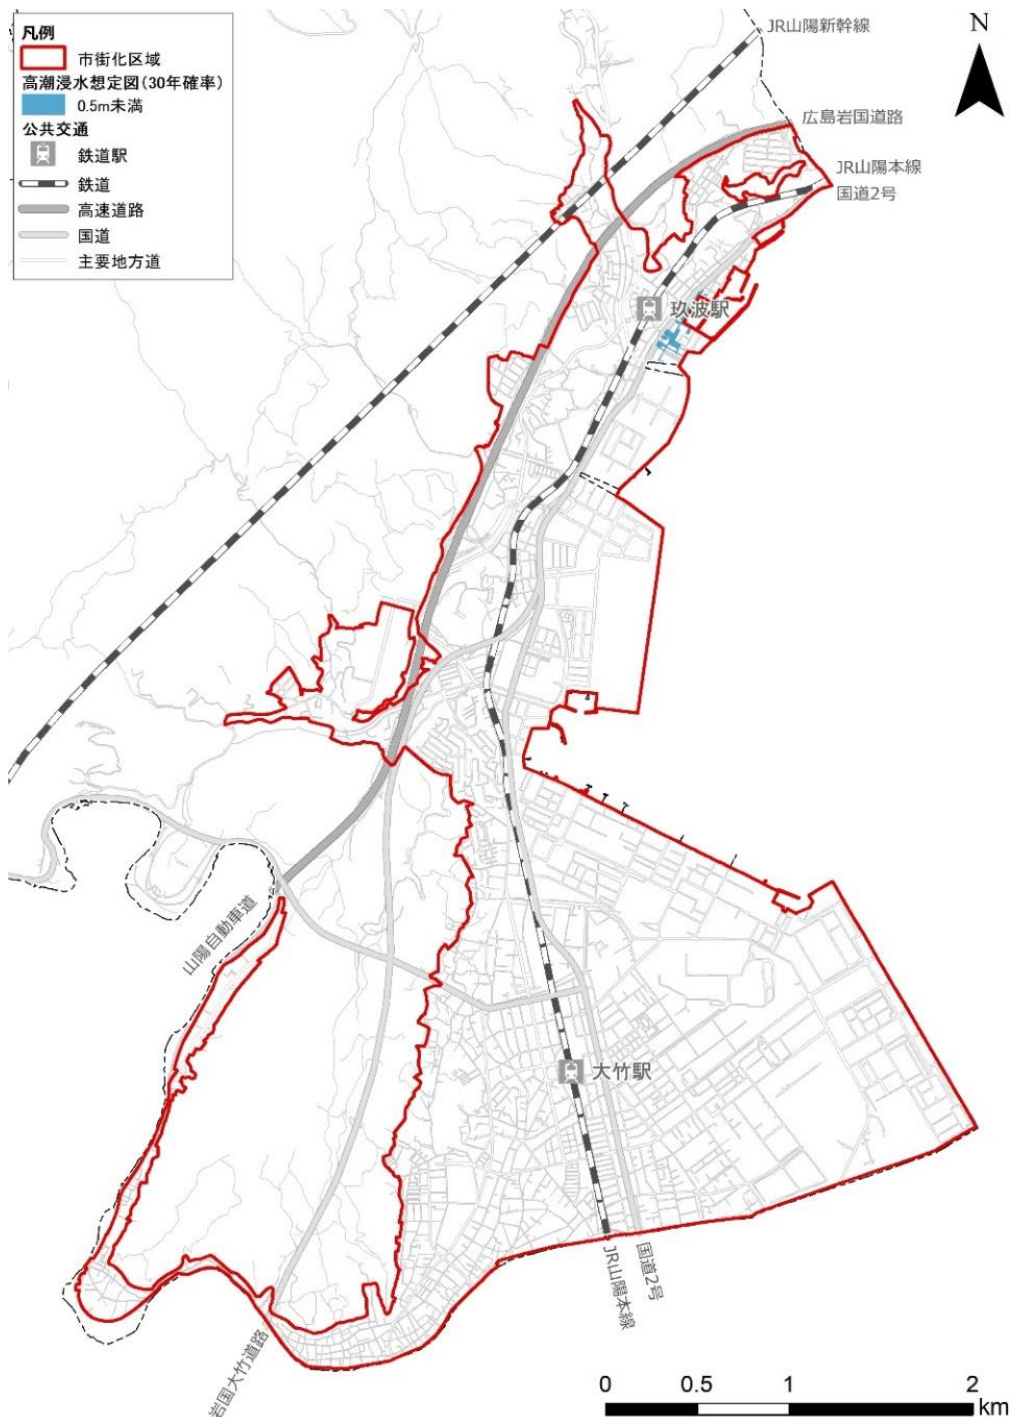 凡例
市街化区域
高潮浸水想定図(30年確率)
0.5m未満
公共交通
鉄道駅
鉄道
高速道路
国道
主要地方道
JR山陽新幹線
N
広島岩国道路
JR山陽本線
国道2号
玖波駅
山陽自動車道
大竹駅
国道2号
JR山陽本線
岩国大竹道路
0 0.5 1 2
km